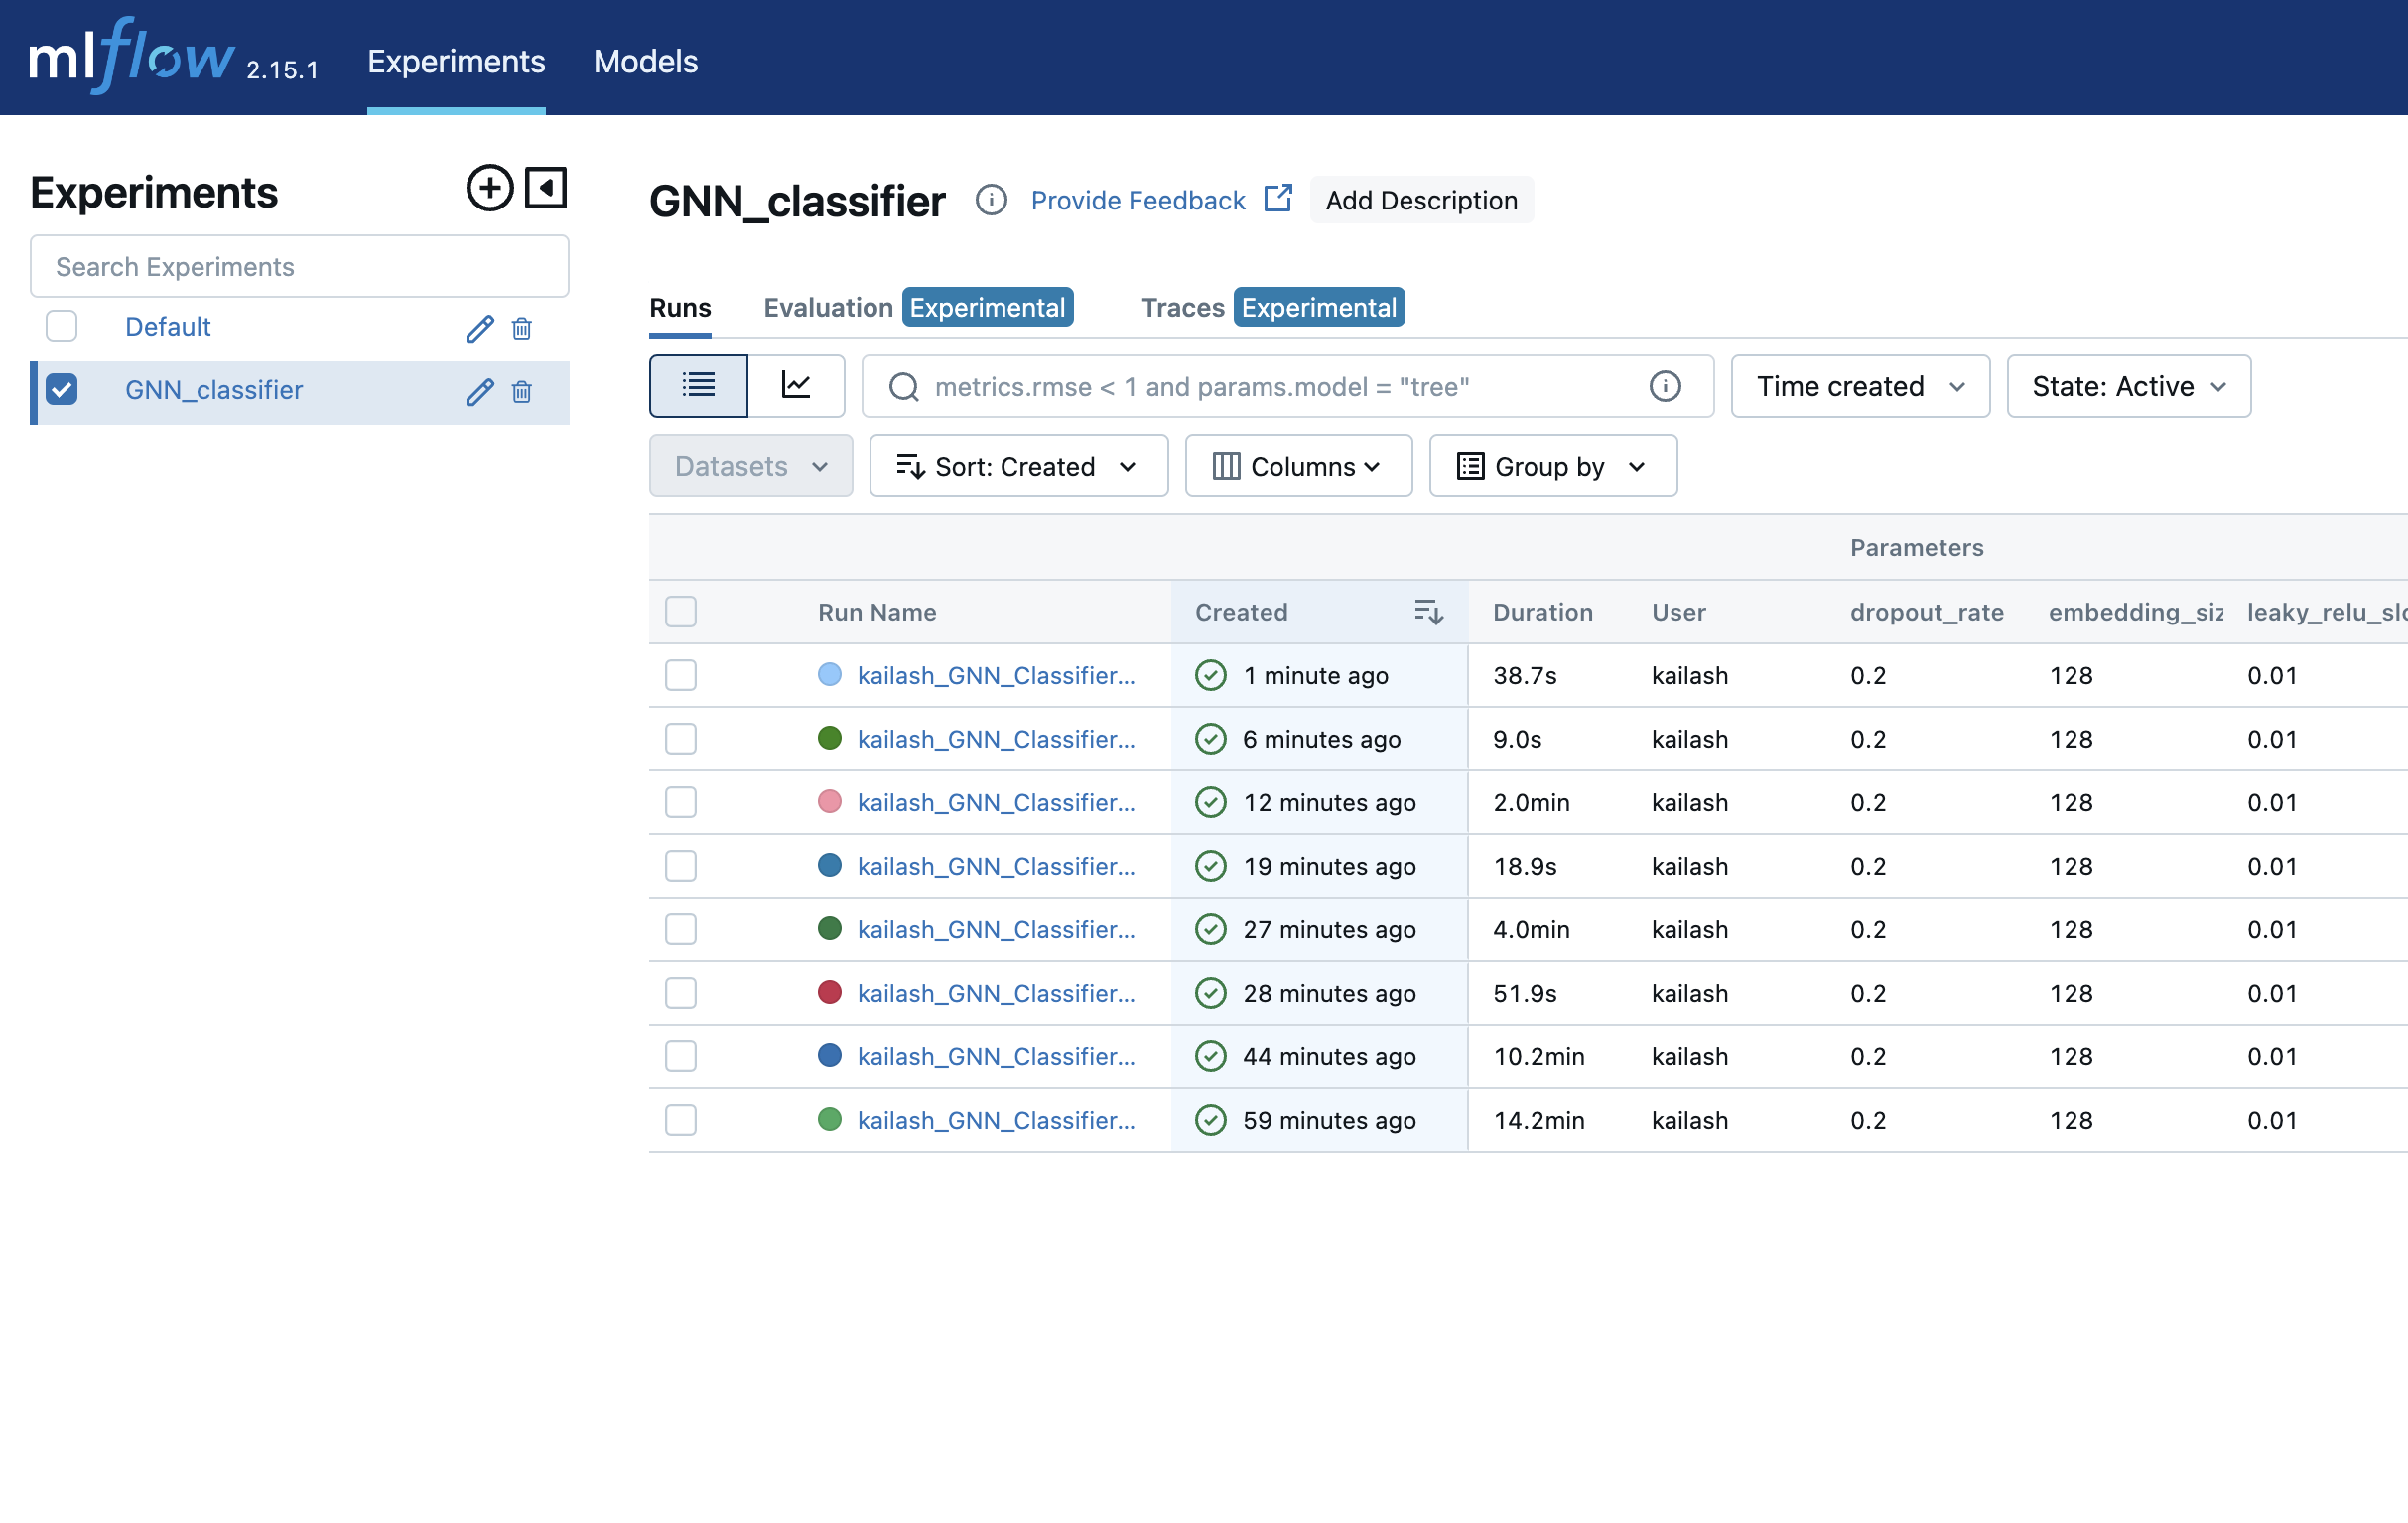 mlflow 2.15.1 Experiments Models
Experiments
Search Experiments
Default
GNN_classifier
GNN_classifier Provide Feedback Add Description
Runs Evaluation Experimental Traces Experimental
metrics.rmse < 1 and params.model = "tree" Time created State: Active
Datasets Sort: Created Columns Group by
Parameters
Run Name Created Duration User dropout_rate embedding_siz leaky_relu_slo
kailash_GNN_Classifier... 1 minute ago 38.7s kailash 0.2 128 0.01
kailash_GNN_Classifier... 6 minutes ago 9.0s kailash 0.2 128 0.01
kailash_GNN_Classifier... 12 minutes ago 2.0min kailash 0.2 128 0.01
kailash_GNN_Classifier... 19 minutes ago 18.9s kailash 0.2 128 0.01
kailash_GNN_Classifier... 27 minutes ago 4.0min kailash 0.2 128 0.01
kailash_GNN_Classifier... 28 minutes ago 51.9s kailash 0.2 128 0.01
kailash_GNN_Classifier... 44 minutes ago 10.2min kailash 0.2 128 0.01
kailash_GNN_Classifier... 59 minutes ago 14.2min kailash 0.2 128 0.01